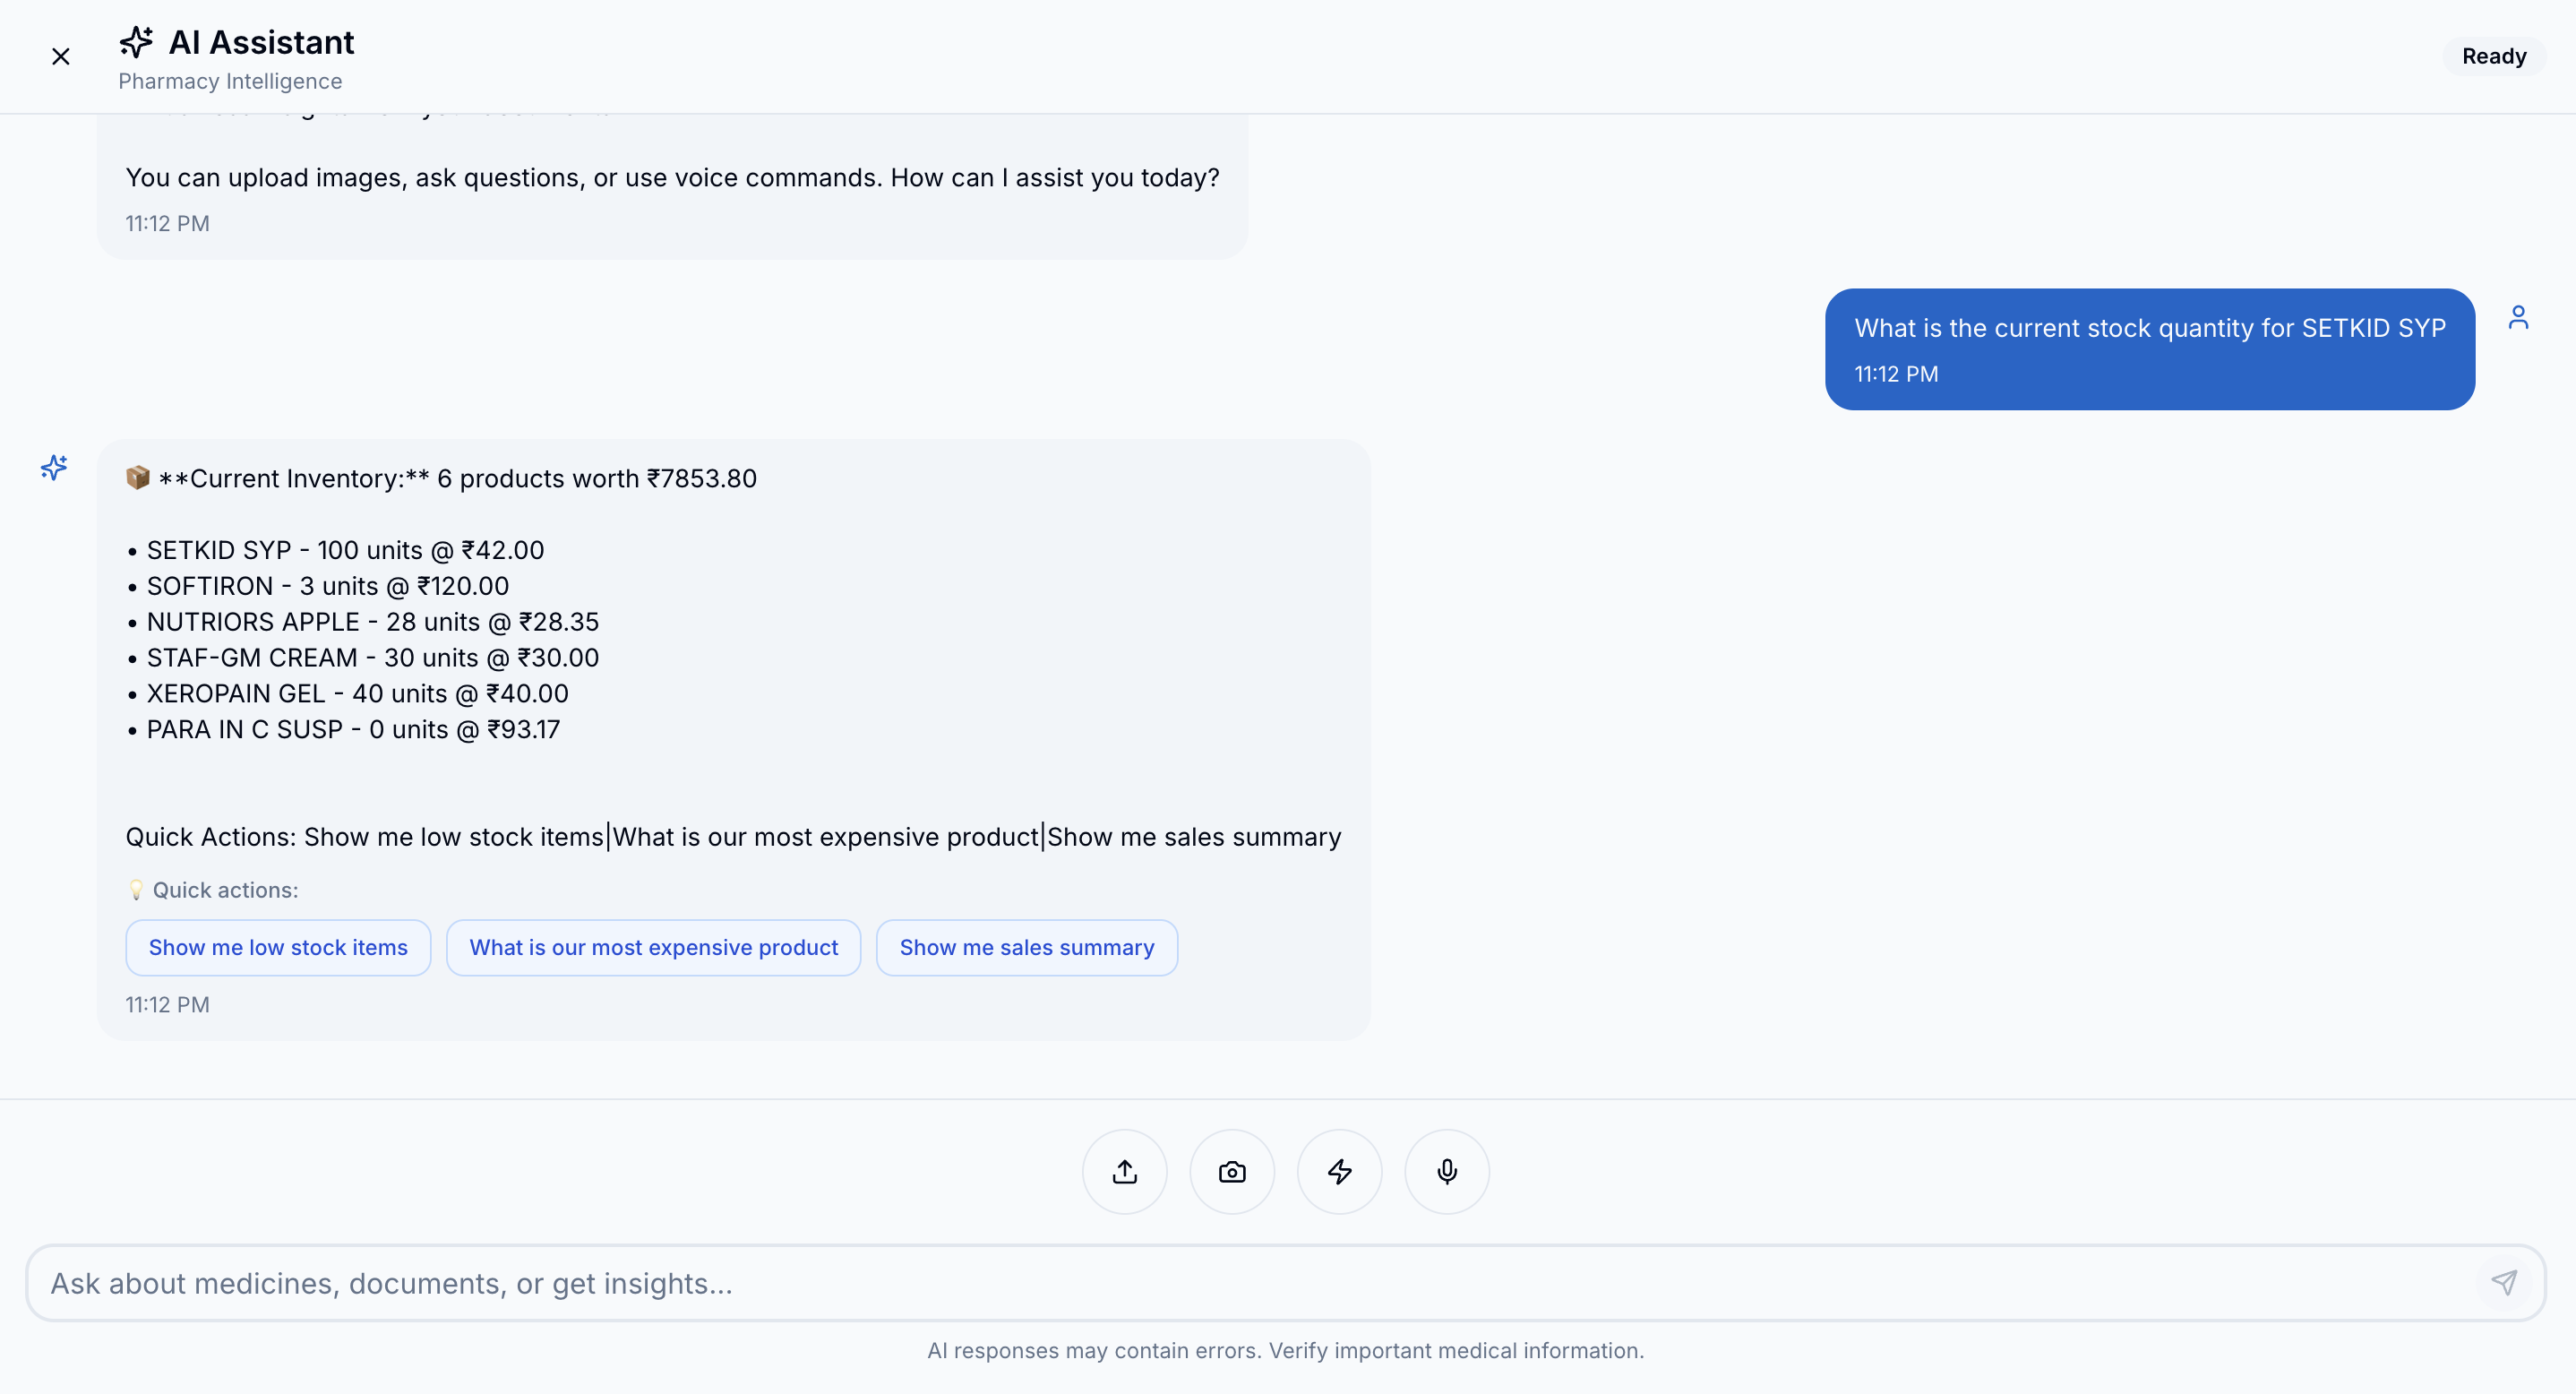 AI Assistant
Pharmacy Intelligence
Ready
You can upload images, ask questions, or use voice commands. How can I assist you today?
11:12 PM
What is the current stock quantity for SETKID SYP
11:12 PM
📦 **Current Inventory:** 6 products worth ₹7853.80
• SETKID SYP - 100 units @ ₹42.00
• SOFTIRON - 3 units @ ₹120.00
• NUTRIORS APPLE - 28 units @ ₹28.35
• STAF-GM CREAM - 30 units @ ₹30.00
• XEROPAIN GEL - 40 units @ ₹40.00
• PARA IN C SUSP - 0 units @ ₹93.17
Quick Actions: Show me low stock items|What is our most expensive product|Show me sales summary
💡 Quick actions:
Show me low stock items
What is our most expensive product
Show me sales summary
11:12 PM
Ask about medicines, documents, or get insights...
AI responses may contain errors. Verify important medical information.